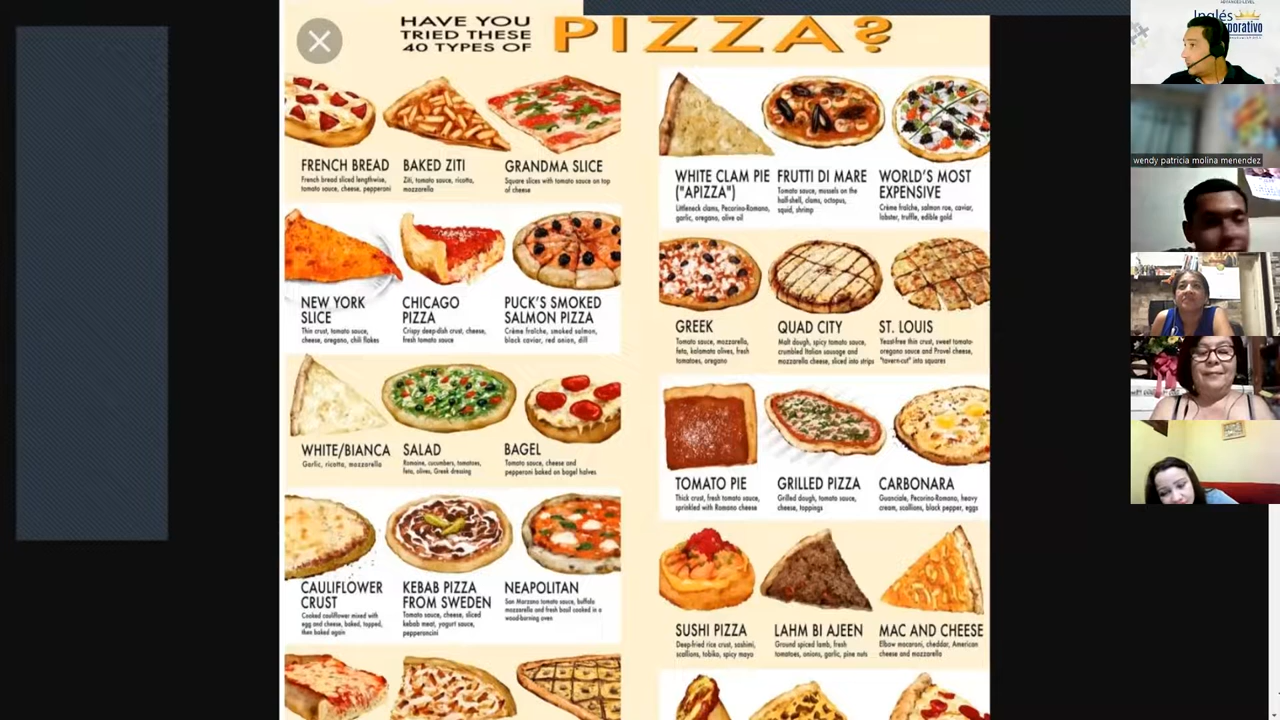 HAVE YOU
TRIED THESE
40 TYPES OF
PIZZA?
FRENCH BREAD
French bread sliced lengthwise,
tomato sauce, cheese, pepperoni
BAKED ZITI
Ziti, tomato sauce, ricotta,
mozzarella
GRANDMA SLICE
Square slices with tomato sauce on top
of cheese
NEW YORK
SLICE
Thin crust, tomato sauce,
cheese, oregano, chili flakes
CHICAGO
PIZZA
Crispy deep-dish crust, cheese,
fresh tomato sauce
PUCK'S SMOKED
SALMON PIZZA
Crème fraîche, smoked salmon,
black caviar, red onion, dill
WHITE/BIANCA
Garlic, ricotta, mozzarella
SALAD
Romaine, cucumbers, tomatoes,
feta, olives, Greek dressing
BAGEL
Tomato sauce, cheese and
pepperoni baked on bagel halves
CAULIFLOWER
CRUST
Cooked cauliflower mixed with
egg and cheese, baked, topped,
then baked again
KEBAB PIZZA
FROM SWEDEN
Tomato sauce, cheese, sliced
kebab meat, yogurt sauce,
pepperoncini
NEAPOLITAN
San Marzano tomato sauce, buffalo
mozzarella and fresh basil cooked in a
wood-burning oven
WHITE CLAM PIE
("APIZZA")
Littleneck clams, Pecorino-Romano,
garlic, oregano, olive oil
FRUTTI DI MARE
Tomato sauce, mussels on the
half-shell, clams, octopus,
squid, shrimp
WORLD'S MOST
EXPENSIVE
Crème fraîche, salmon roe, caviar,
lobster, truffle, edible gold
GREEK
Tomato sauce, mozzarella,
feta, kalamata olives, fresh
tomatoes, oregano
QUAD CITY
Malt dough, spicy tomato sauce,
crumbled Italian sausage and
mozzarella cheese, sliced into strips
ST. LOUIS
Yeast-free thin crust, sweet tomato-
oregano sauce and Provel cheese,
"tavern-cut" into squares
TOMATO PIE
Thick crust, fresh tomato sauce,
sprinkled with Romano cheese
GRILLED PIZZA
Grilled dough, tomato sauce,
cheese, toppings
CARBONARA
Guanciale, Pecorino-Romano, heavy
cream, scallions, black pepper, eggs
SUSHI PIZZA
Deep-fried rice crust, sashimi,
scallions, tobiko, spicy mayo
LAHM BI AJEEN
Ground spiced lamb, fresh
tomatoes, onions, garlic, pine nuts
MAC AND CHEESE
Elbow macaroni, cheddar, American
cheese and mozzarella
ADVANCED LEVEL
Inglés
wendy patricia molina menendez